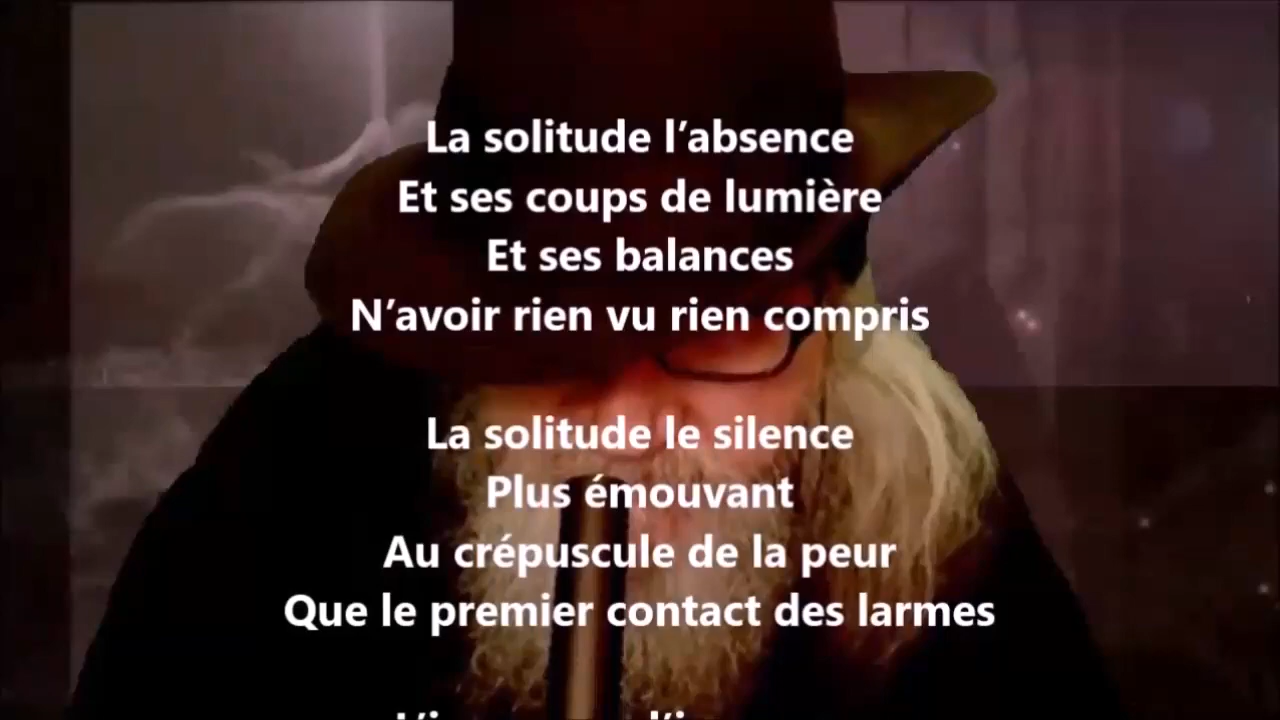 La solitude l’absence
Et ses coups de lumière
Et ses balances
N’avoir rien vu rien compris
La solitude le silence
Plus émouvant
Au crépuscule de la peur
Que le premier contact des larmes